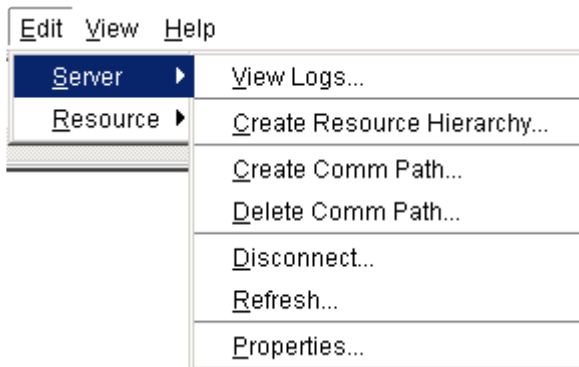 Edit View Help
Server
Resource
View Logs...
Create Resource Hierarchy...
Create Comm Path...
Delete Comm Path...
Disconnect...
Refresh...
Properties...